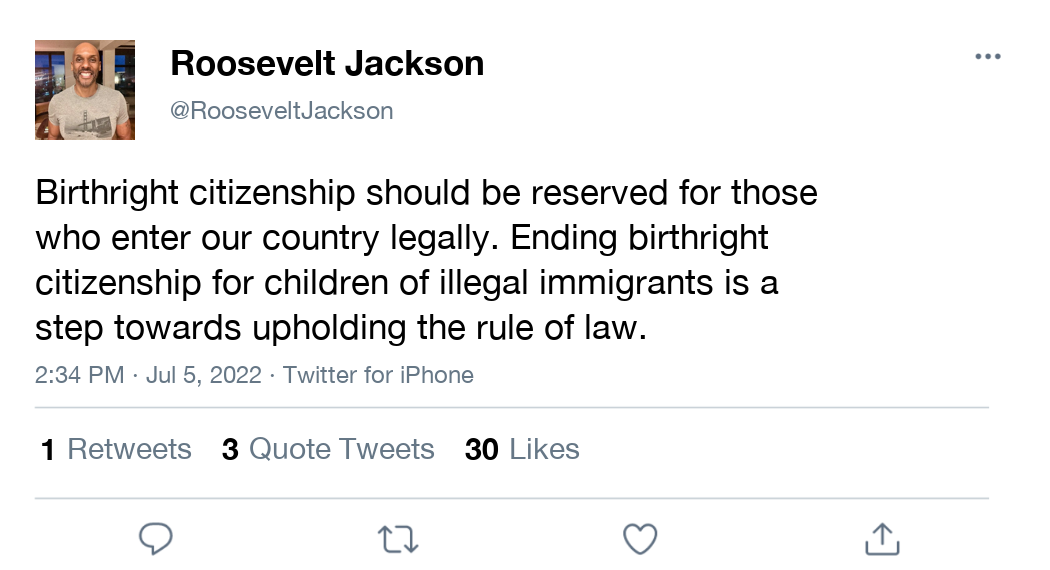 Roosevelt Jackson
@RooseveltJackson
Birthright citizenship should be reserved for those
who enter our country legally. Ending birthright
citizenship for children of illegal immigrants is a
step towards upholding the rule of law.
2:34 PM · Jul 5, 2022 · Twitter for iPhone
1 Retweets 3 Quote Tweets 30 Likes